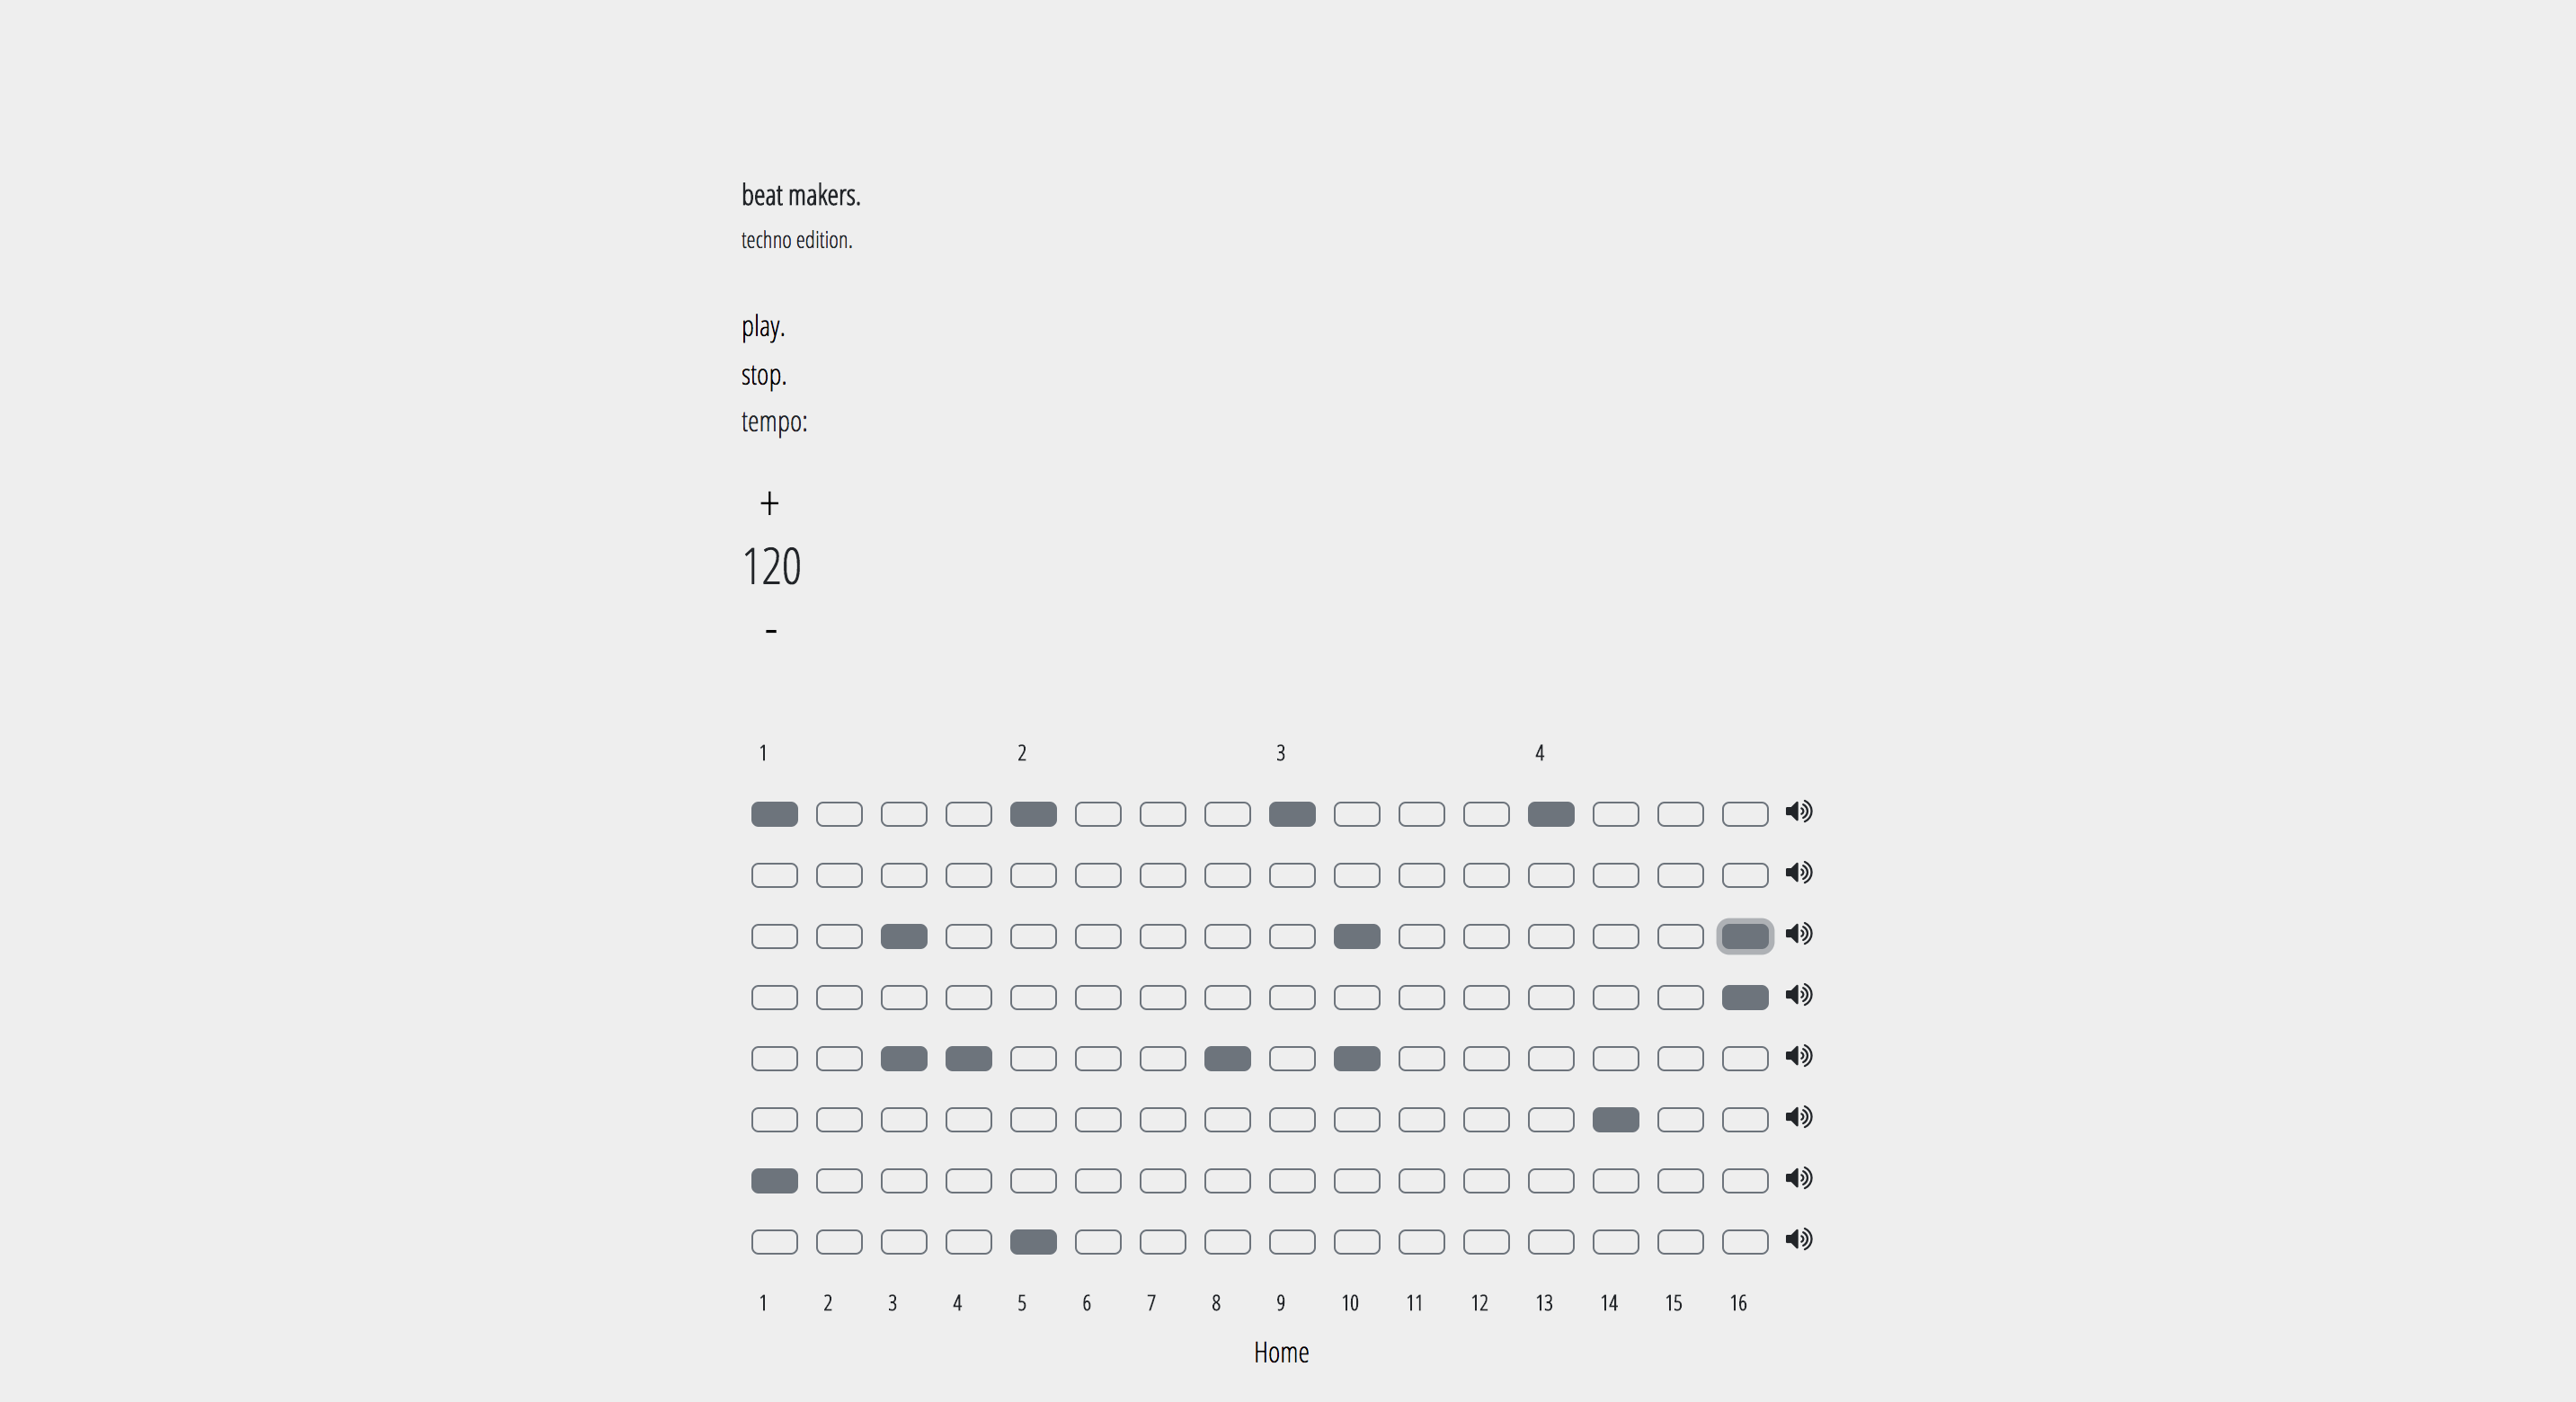 beat makers.
techno edition.
play.
stop.
tempo:
+
120
-
1 2 3 4
1 2 3 4 5 6 7 8 9 10 11 12 13 14 15 16
Home